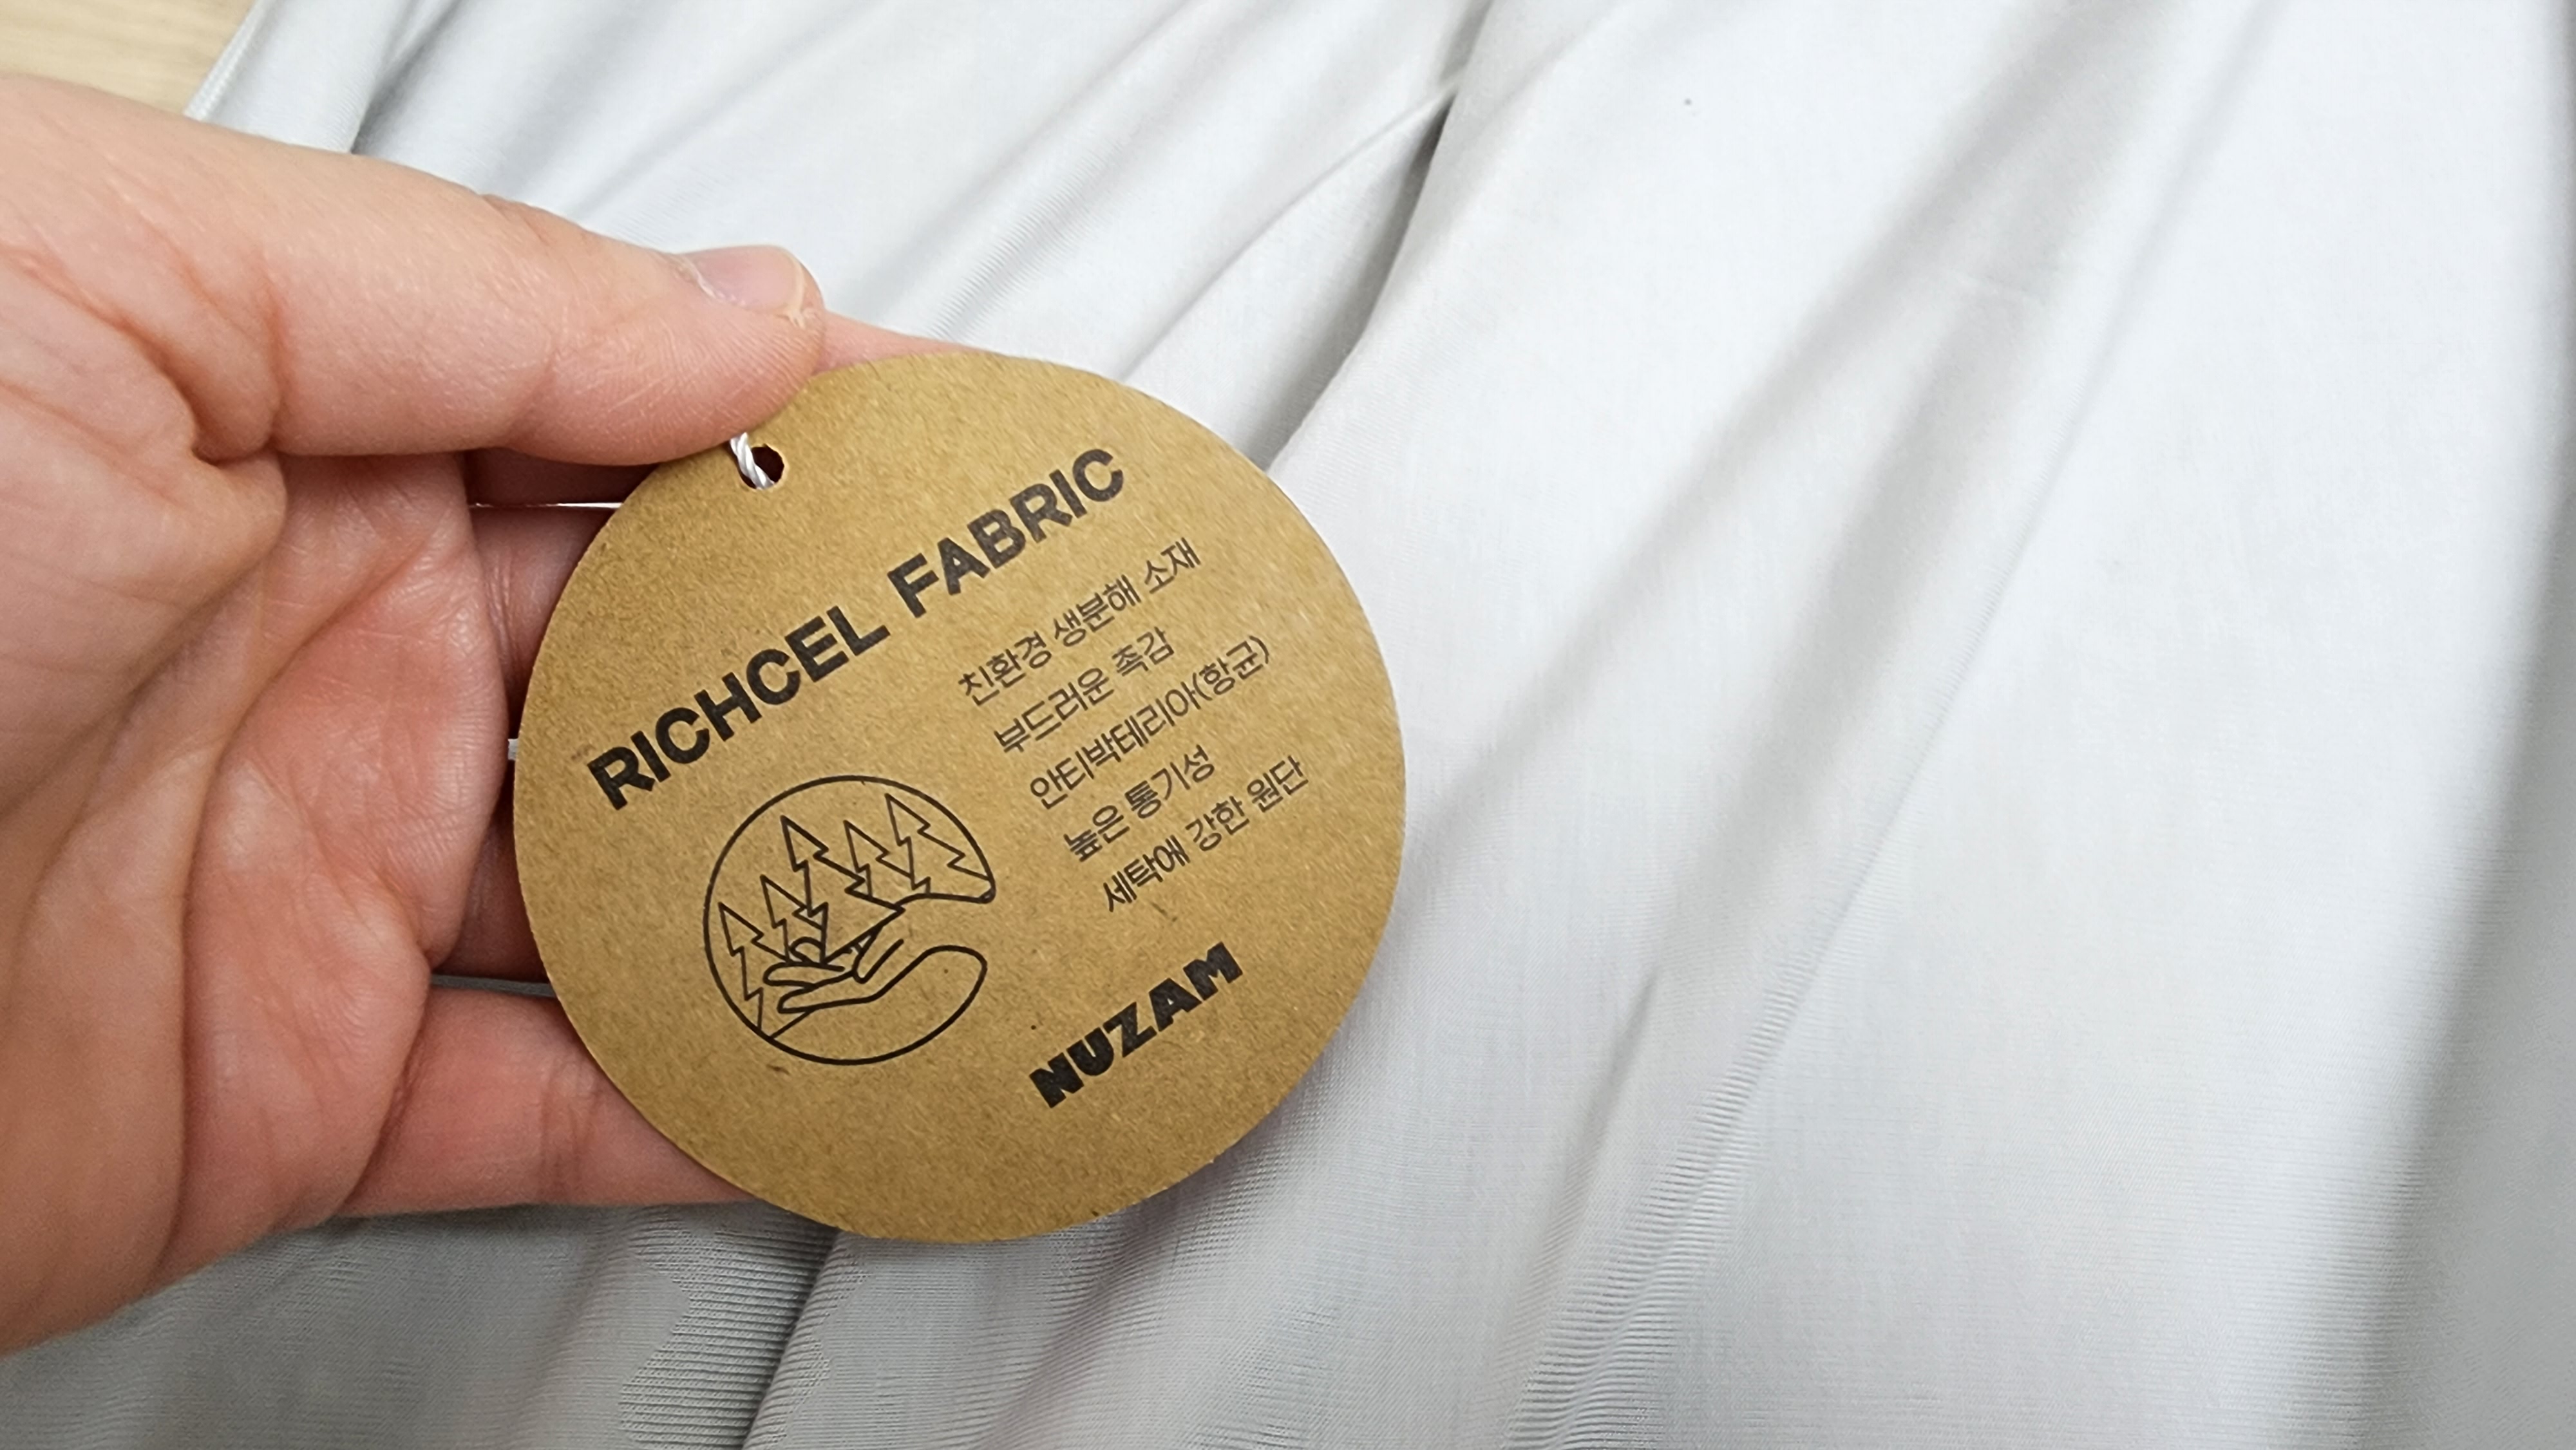 RICHCEL FABRIC
친환경 생분해 소재
부드러운 촉감
안티박테리아(항균)
높은 통기성
세탁에 강한 원단
NUZAM